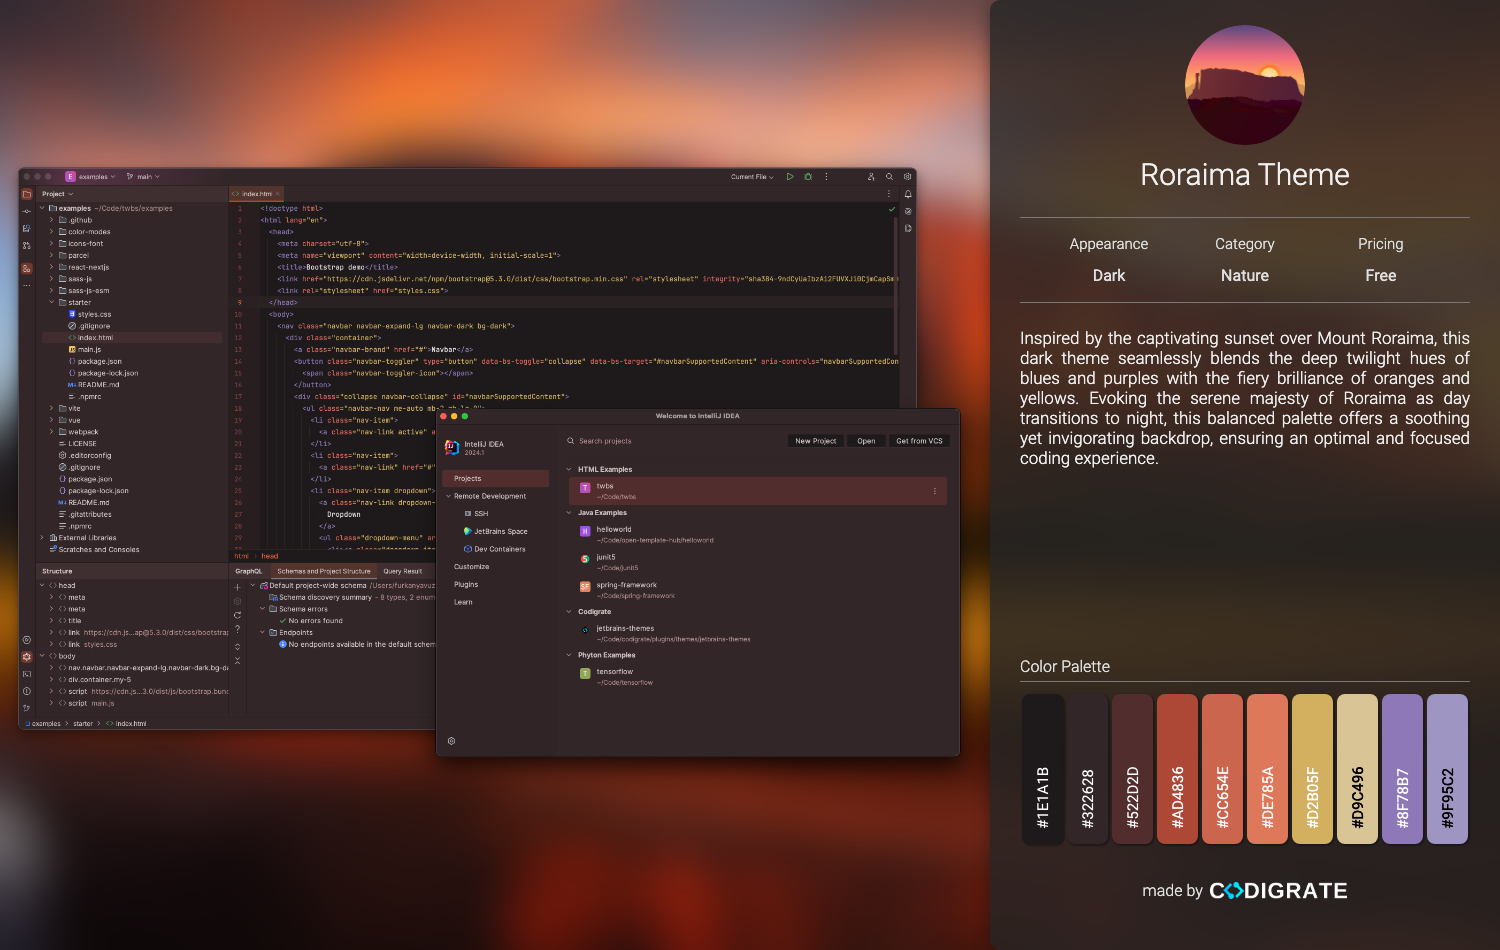 E examples main
Current File
Project
index.html
examples ~/Code/twbs/examples
.github
color-modes
icons-font
parcel
react-nextjs
sass-js
sass-js-esm
starter
styles.css
.gitignore
index.html
main.js
package.json
package-lock.json
README.md
.npmrc
vite
vue
webpack
LICENSE
.editorconfig
.gitignore
package.json
package-lock.json
README.md
.gitattributes
.npmrc
External Libraries
Scratches and Consoles
1 <!doctype html>
2 <html lang="en">
3 <head>
4 <meta charset="utf-8">
5 <meta name="viewport" content="width=device-width, initial-scale=1">
6 <title>Bootstrap demo</title>
7 <link href="https://cdn.jsdelivr.net/npm/bootstrap@5.3.0/dist/css/bootstrap.min.css" rel="stylesheet" integrity="sha384-9ndCyUaIbzAi2FUVXJi0CjmCapSm
8 <link rel="stylesheet" href="styles.css">
9 </head>
10 <body>
11 <nav class="navbar navbar-expand-lg navbar-dark bg-dark">
12 <div class="container">
13 <a class="navbar-brand" href="#">Navbar</a>
14 <button class="navbar-toggler" type="button" data-bs-toggle="collapse" data-bs-target="#navbarSupportedContent" aria-controls="navbarSupportedCon
15 <span class="navbar-toggler-icon"></span>
16 </button>
17 <div class="collapse navbar-collapse" id="navbarSupportedContent">
18 <ul class="navbar-nav me-auto mb-2 mb-lg-0">
19 <li class="nav-item">
20 <a class="nav-link active" a
21 </li>
22 <li class="nav-item">
23 <a class="nav-link" href="#"
24 </li>
25 <li class="nav-item dropdown">
26 <a class="nav-link dropdown-
27 Dropdown
28 </a>
29 <ul class="dropdown-menu" ar
html head
Structure
head
meta
meta
title
link https://cdn.js...ap@5.3.0/dist/css/bootstrap
link styles.css
body
nav.navbar.navbar-expand-lg.navbar-dark.bg-da
div.container.my-5
script https://cdn.js...3.0/dist/js/bootstrap.bund
script main.js
GraphQL Schemas and Project Structure Query Result
Default project-wide schema /Users/furkanyavuz
Schema discovery summary - 8 types, 2 enum
Schema errors
No errors found
Endpoints
No endpoints available in the default schem
examples > starter > index.html
Welcome to IntelliJ IDEA
IntelliJ IDEA
2024.1
Projects
Remote Development
SSH
JetBrains Space
Dev Containers
Customize
Plugins
Learn
Search projects
New Project
Open
Get from VCS
HTML Examples
T twbs
~/Code/twbs
Java Examples
H helloworld
~/Code/open-template-hub/helloworld
junit5
~/Code/junit5
SF spring-framework
~/Code/spring-framework
Codigrate
jetbrains-themes
~/Code/codigrate/plugins/themes/jetbrains-themes
Phyton Examples
T tensorflow
~/Code/tensorflow
Roraima Theme
Appearance Category Pricing
Dark Nature Free
Inspired by the captivating sunset over Mount Roraima, this
dark theme seamlessly blends the deep twilight hues of
blues and purples with the fiery brilliance of oranges and
yellows. Evoking the serene majesty of Roraima as day
transitions to night, this balanced palette offers a soothing
yet invigorating backdrop, ensuring an optimal and focused
coding experience.
Color Palette
#1E1A1B
#322628
#522D2D
#AD4836
#CC654E
#DE785A
#D2B05F
#D9C496
#8F78B7
#9F95C2
made by CODIGRATE